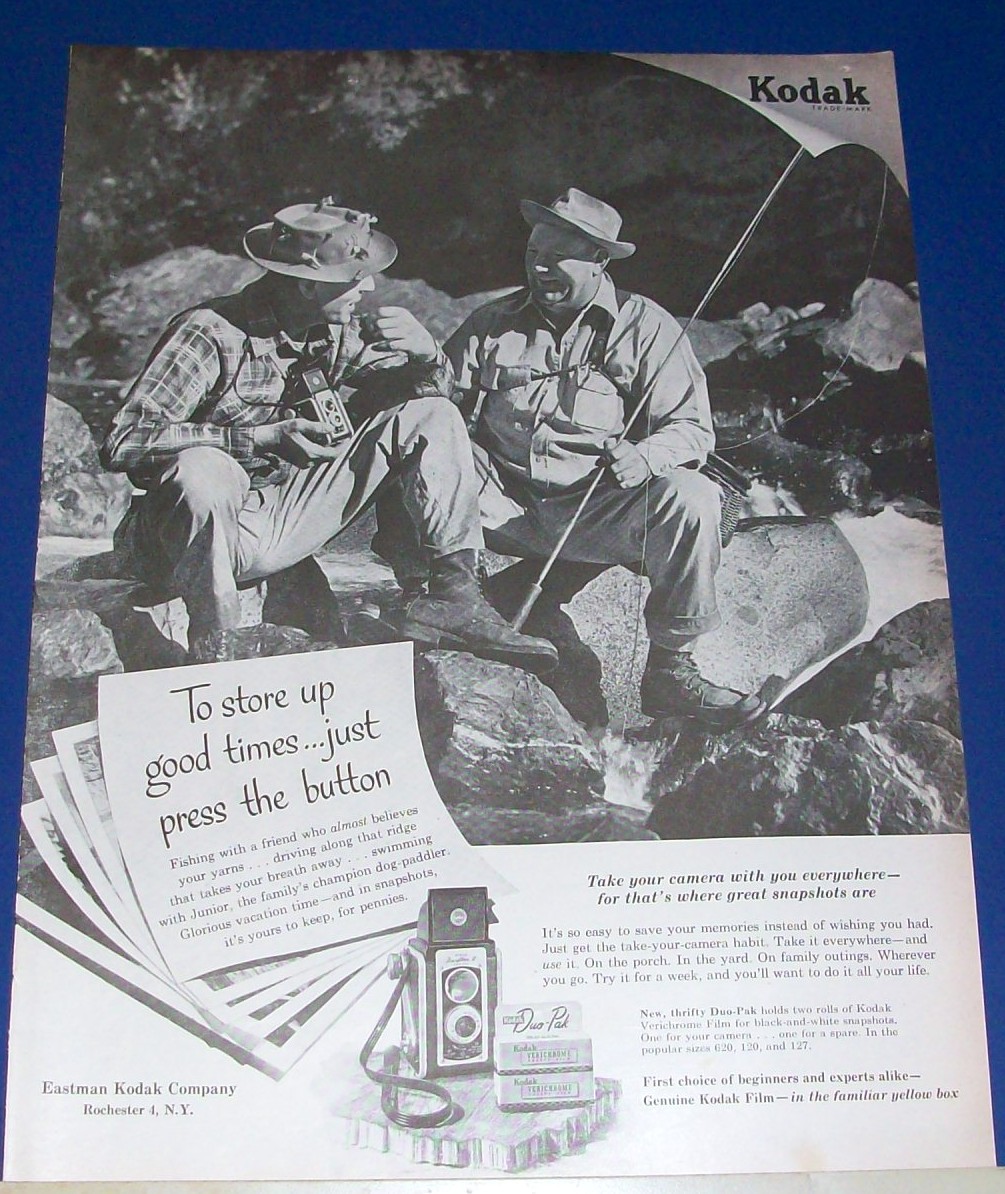 Kodak
TRADE-MARK
To store up
good times...just
press the button
Fishing with a friend who almost believes
your yarns . . . driving along that ridge
that takes your breath away . . . swimming
with Junior, the family's champion dog-paddler.
Glorious vacation time—and in snapshots,
it's yours to keep, for pennies.
Take your camera with you everywhere—
for that's where great snapshots are
It's so easy to save your memories instead of wishing you had.
Just get the take-your-camera habit. Take it everywhere—and
use it. On the porch. In the yard. On family outings. Wherever
you go. Try it for a week, and you'll want to do it all your life.
New, thrifty Duo-Pak holds two rolls of Kodak
Verichrome Film for black-and-white snapshots.
One for your camera . . . one for a spare. In the
popular sizes 620, 120, and 127.
First choice of beginners and experts alike—
Genuine Kodak Film—in the familiar yellow box
Kodak Duo-Pak
Kodak
VERICHROME
Kodak
VERICHROME
Eastman Kodak Company
Rochester 4, N.Y.